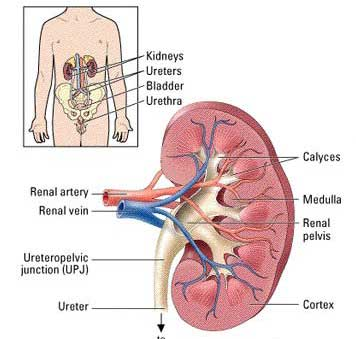 Kidneys
Ureters
Bladder
Urethra
Calyces
Renal artery
Renal vein
Medulla
Renal
pelvis
Ureteropelvic
junction (UPJ)
Ureter
Cortex